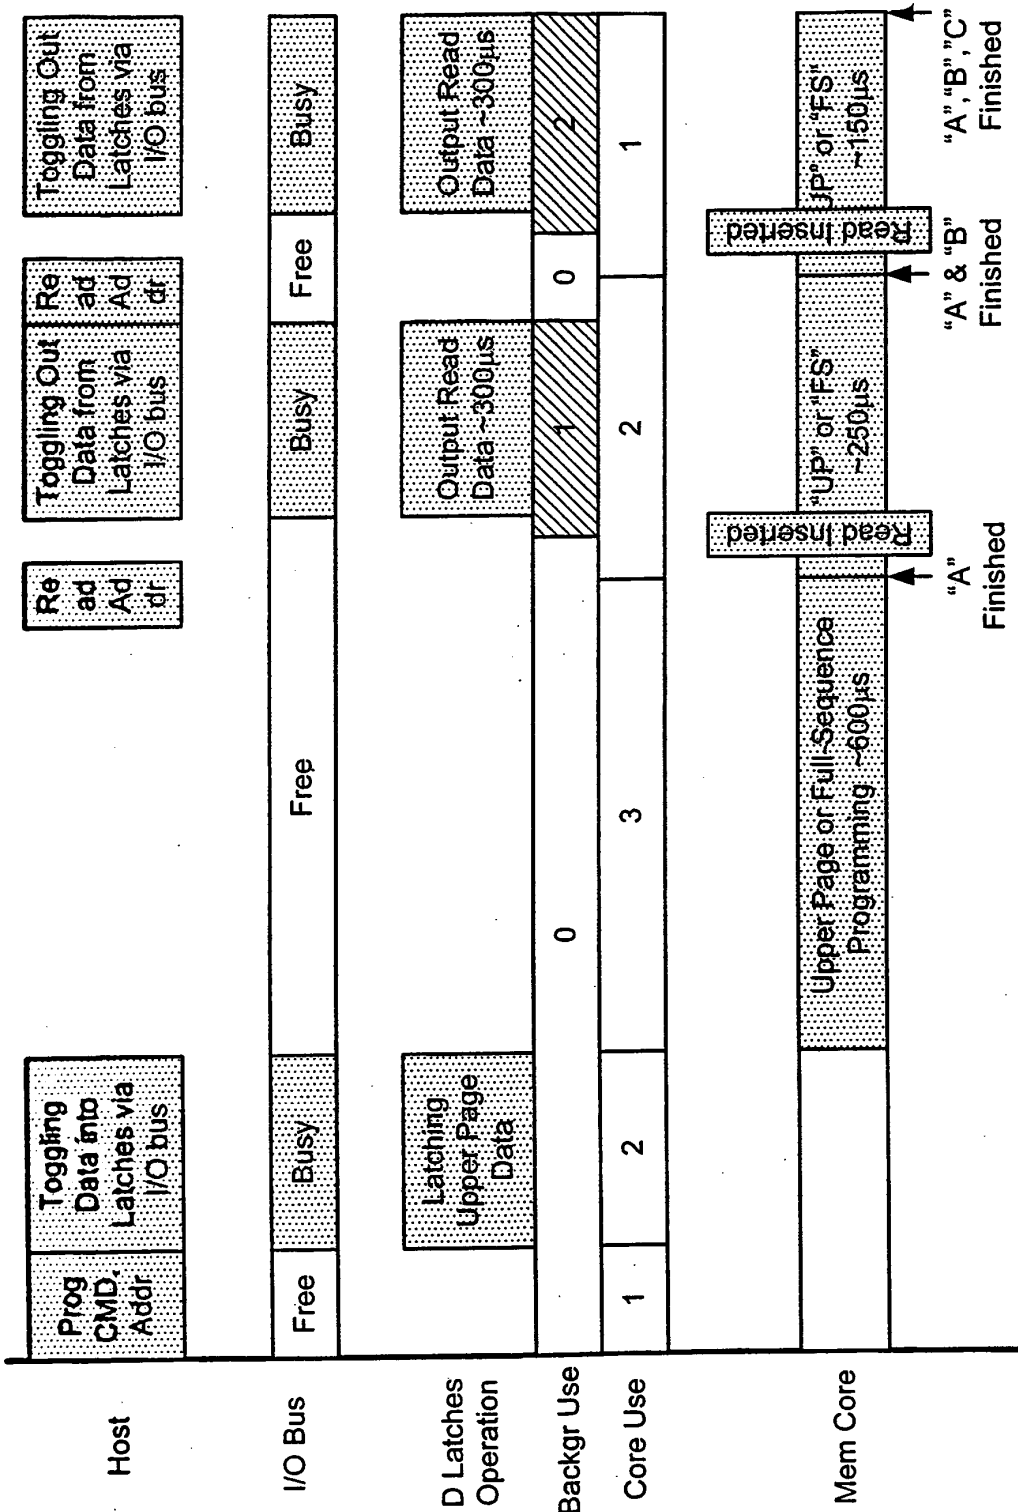 Host
Prog
CMD,
Addr
Toggling
Data into
Latches via
I/O bus
Re
ad
Ad
dr
Toggling Out
Data from
Latches via
I/O bus
Re
ad
Ad
dr
Toggling Out
Data from
Latches via
I/O bus
I/O Bus
Free
Busy
Free
Busy
Free
Busy
D Latches
Operation
Latching
Upper Page
Data
Output Read
Data ~300µs
Output Read
Data ~300µs
Backgr Use
0
1
0
2
Core Use
1
2
3
2
1
Mem Core
Upper Page or Full-Sequence
Programming ~600µs
Read Inserted
"UP" or "FS"
~250µs
Read Inserted
UP" or "FS"
~150µs
"A"
Finished
"A" & "B"
Finished
"A","B","C"
Finished